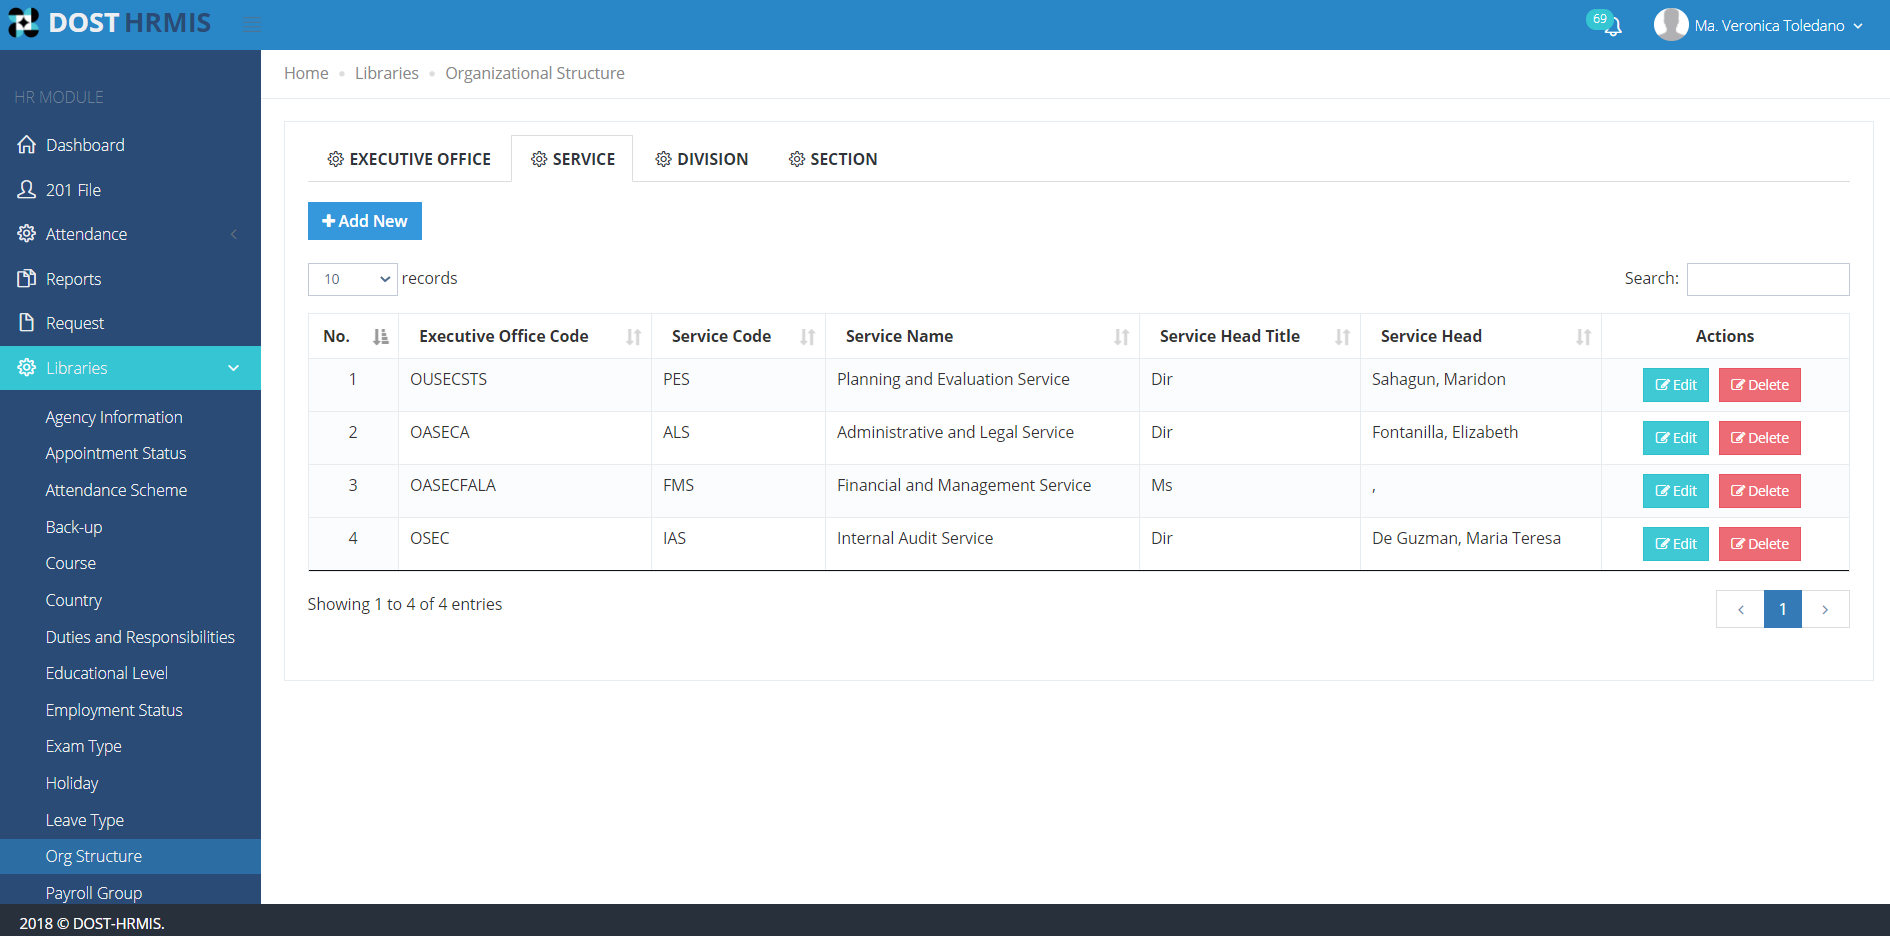 DOST HRMIS
69
Ma. Veronica Toledano
HR MODULE
Dashboard
201 File
Attendance
Reports
Request
Libraries
Agency Information
Appointment Status
Attendance Scheme
Back-up
Course
Country
Duties and Responsibilities
Educational Level
Employment Status
Exam Type
Holiday
Leave Type
Org Structure
Payroll Group
Home Libraries Organizational Structure
EXECUTIVE OFFICE SERVICE DIVISION SECTION
Add New
10 records Search:
No. Executive Office Code Service Code Service Name Service Head Title Service Head Actions
1 OUSECSTS PES Planning and Evaluation Service Dir Sahagun, Maridon Edit Delete
2 OASECA ALS Administrative and Legal Service Dir Fontanilla, Elizabeth Edit Delete
3 OASECFALA FMS Financial and Management Service Ms , Edit Delete
4 OSEC IAS Internal Audit Service Dir De Guzman, Maria Teresa Edit Delete
Showing 1 to 4 of 4 entries
1
2018 © DOST-HRMIS.